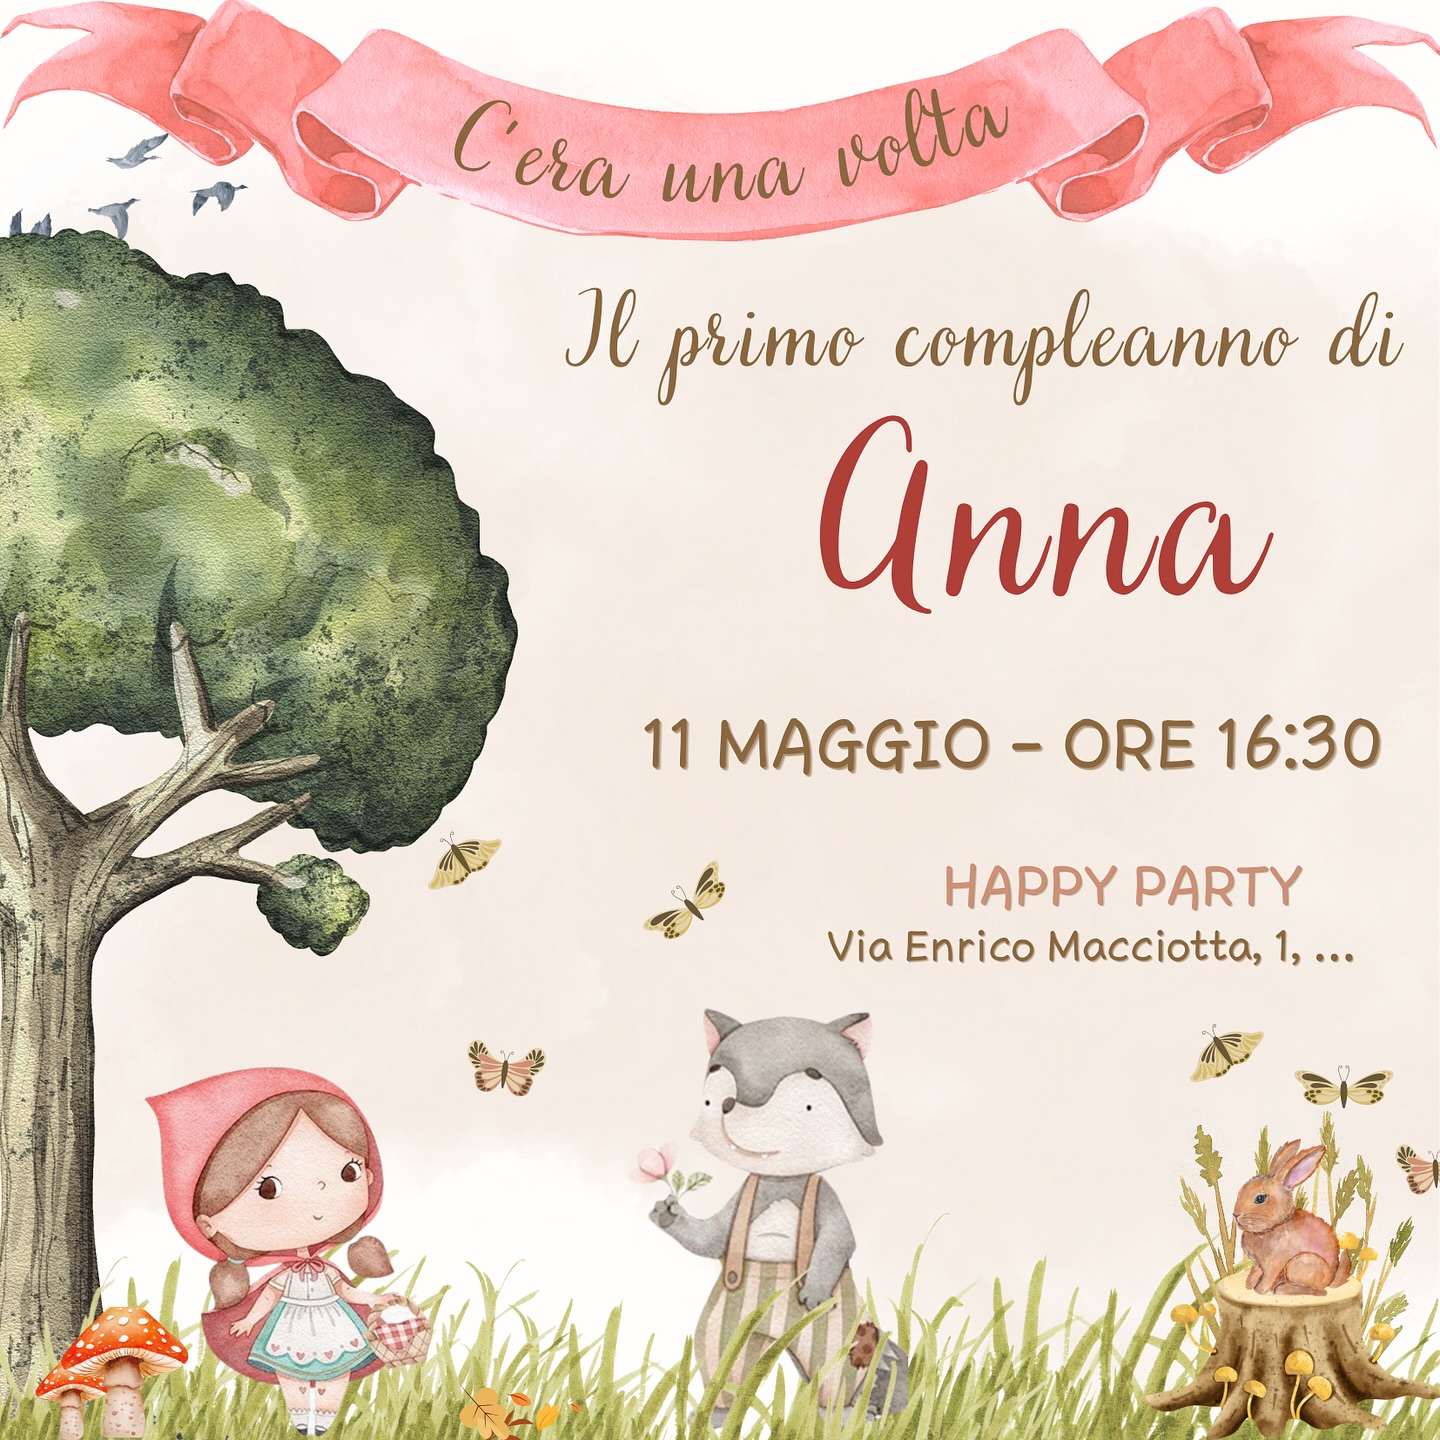 C'era una volta
Il primo compleanno di
Anna
11 MAGGIO - ORE 16:30
HAPPY PARTY
Via Enrico Macciotta, 1, ...